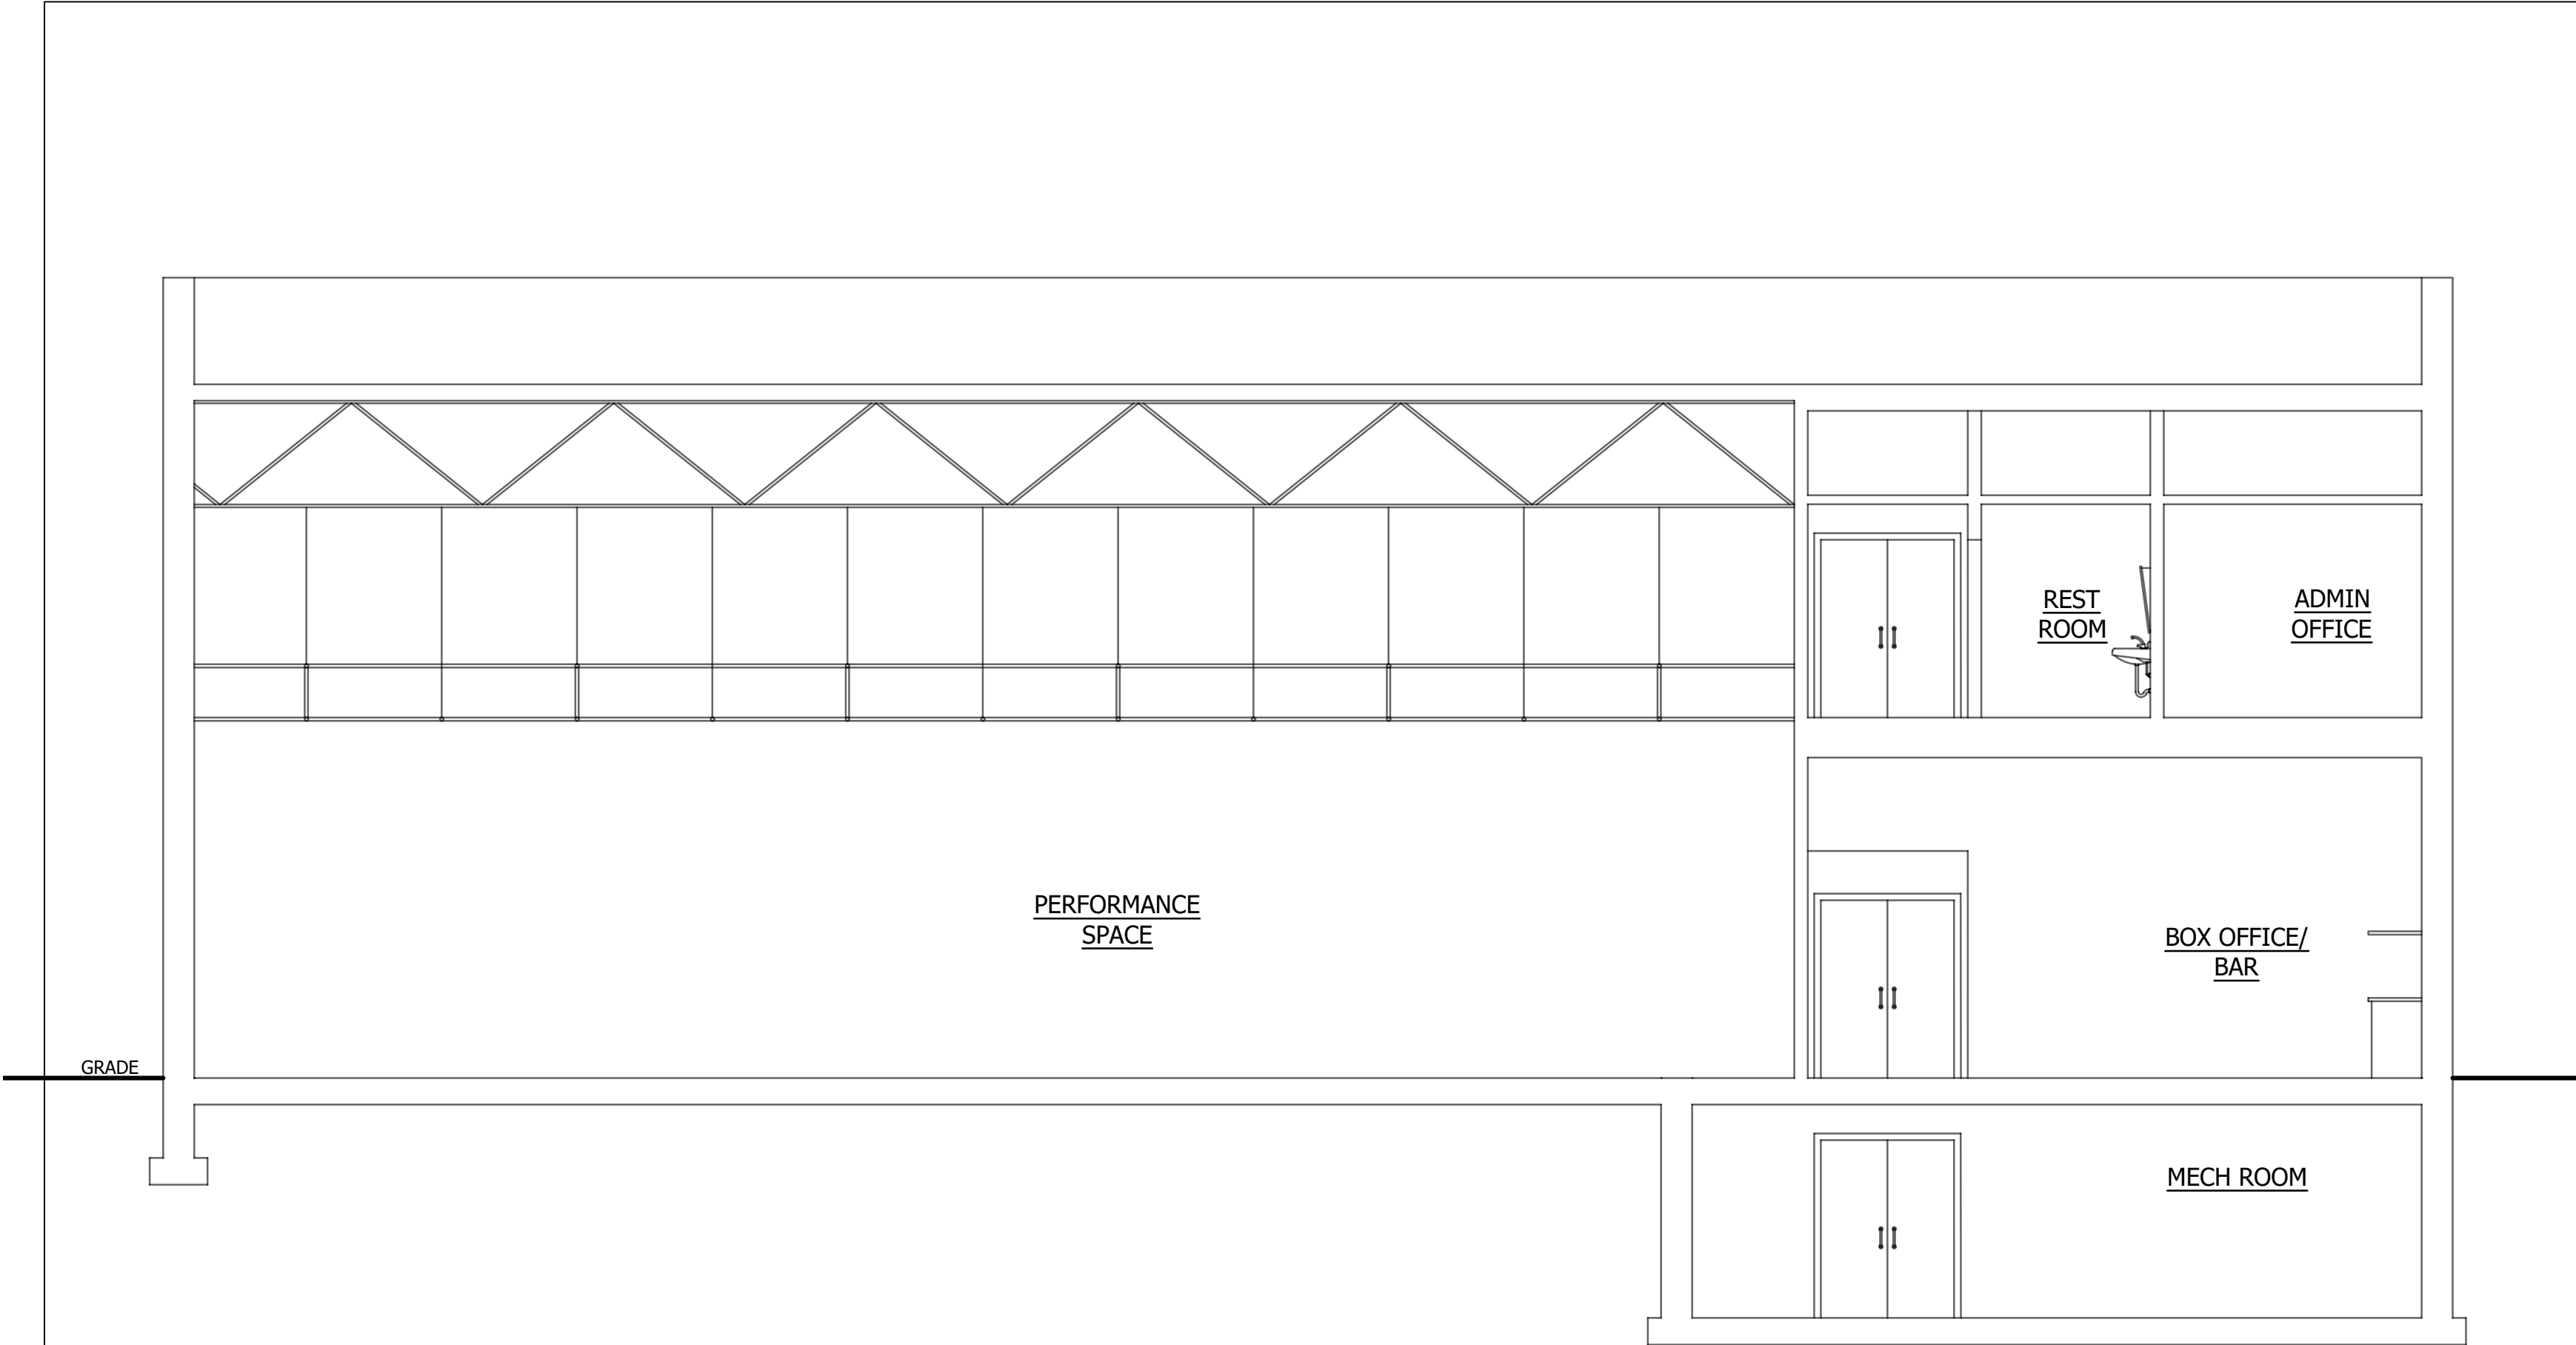 REST
ROOM
ADMIN
OFFICE
PERFORMANCE
SPACE
BOX OFFICE/
BAR
GRADE
MECH ROOM